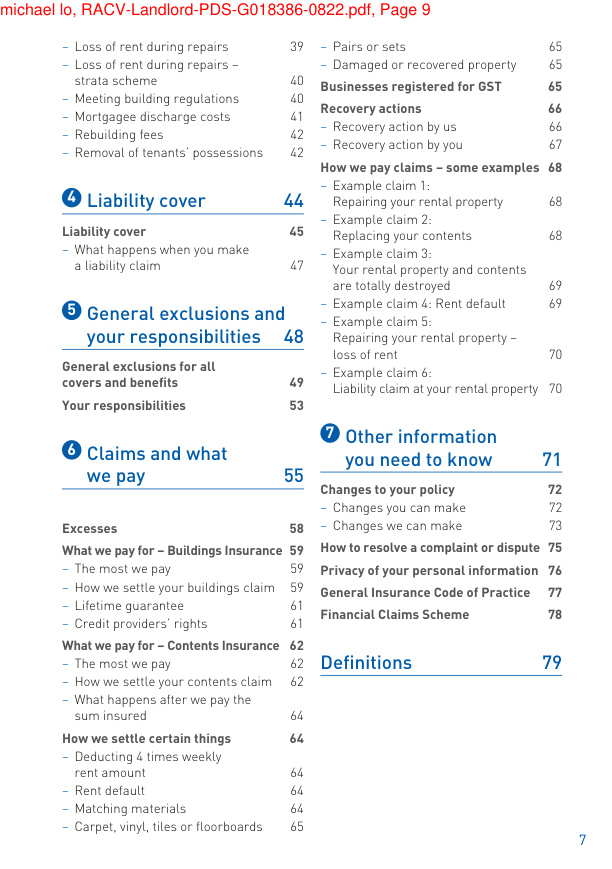 michael lo, RACV-Landlord-PDS-G018386-0822.pdf, Page 9
– Loss of rent during repairs 39
– Loss of rent during repairs –
strata scheme 40
– Meeting building regulations 40
– Mortgagee discharge costs 41
– Rebuilding fees 42
– Removal of tenants' possessions 42
4 Liability cover 44
Liability cover 45
– What happens when you make
a liability claim 47
5 General exclusions and
your responsibilities 48
General exclusions for all
covers and benefits 49
Your responsibilities 53
6 Claims and what
we pay 55
Excesses 58
What we pay for – Buildings Insurance 59
– The most we pay 59
– How we settle your buildings claim 59
– Lifetime guarantee 61
– Credit providers' rights 61
What we pay for – Contents Insurance 62
– The most we pay 62
– How we settle your contents claim 62
– What happens after we pay the
sum insured 64
How we settle certain things 64
– Deducting 4 times weekly
rent amount 64
– Rent default 64
– Matching materials 64
– Carpet, vinyl, tiles or floorboards 65
– Pairs or sets 65
– Damaged or recovered property 65
Businesses registered for GST 65
Recovery actions 66
– Recovery action by us 66
– Recovery action by you 67
How we pay claims – some examples 68
– Example claim 1:
Repairing your rental property 68
– Example claim 2:
Replacing your contents 68
– Example claim 3:
Your rental property and contents
are totally destroyed 69
– Example claim 4: Rent default 69
– Example claim 5:
Repairing your rental property –
loss of rent 70
– Example claim 6:
Liability claim at your rental property 70
7 Other information
you need to know 71
Changes to your policy 72
– Changes you can make 72
– Changes we can make 73
How to resolve a complaint or dispute 75
Privacy of your personal information 76
General Insurance Code of Practice 77
Financial Claims Scheme 78
Definitions 79
7